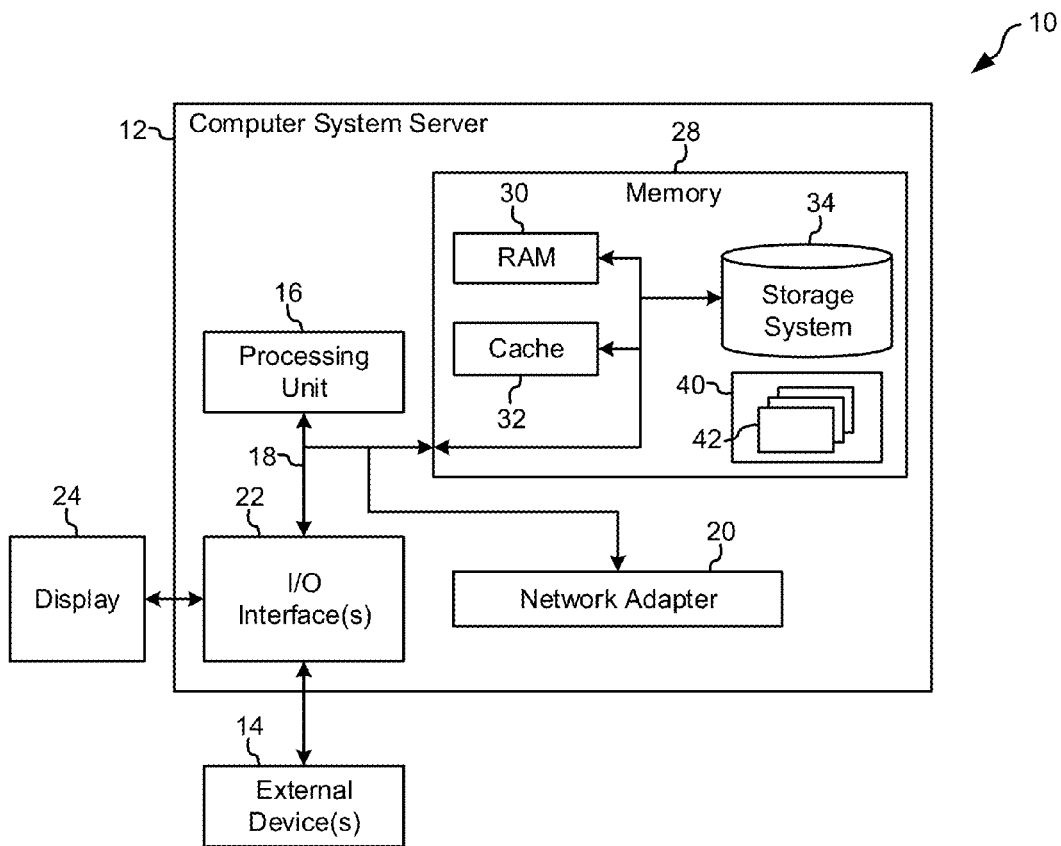 10
12
Computer System Server
28
Memory
30
RAM
34
Storage
System
16
Processing
Unit
Cache
32
40
42
18
24
Display
22
I/O
Interface(s)
20
Network Adapter
14
External
Device(s)